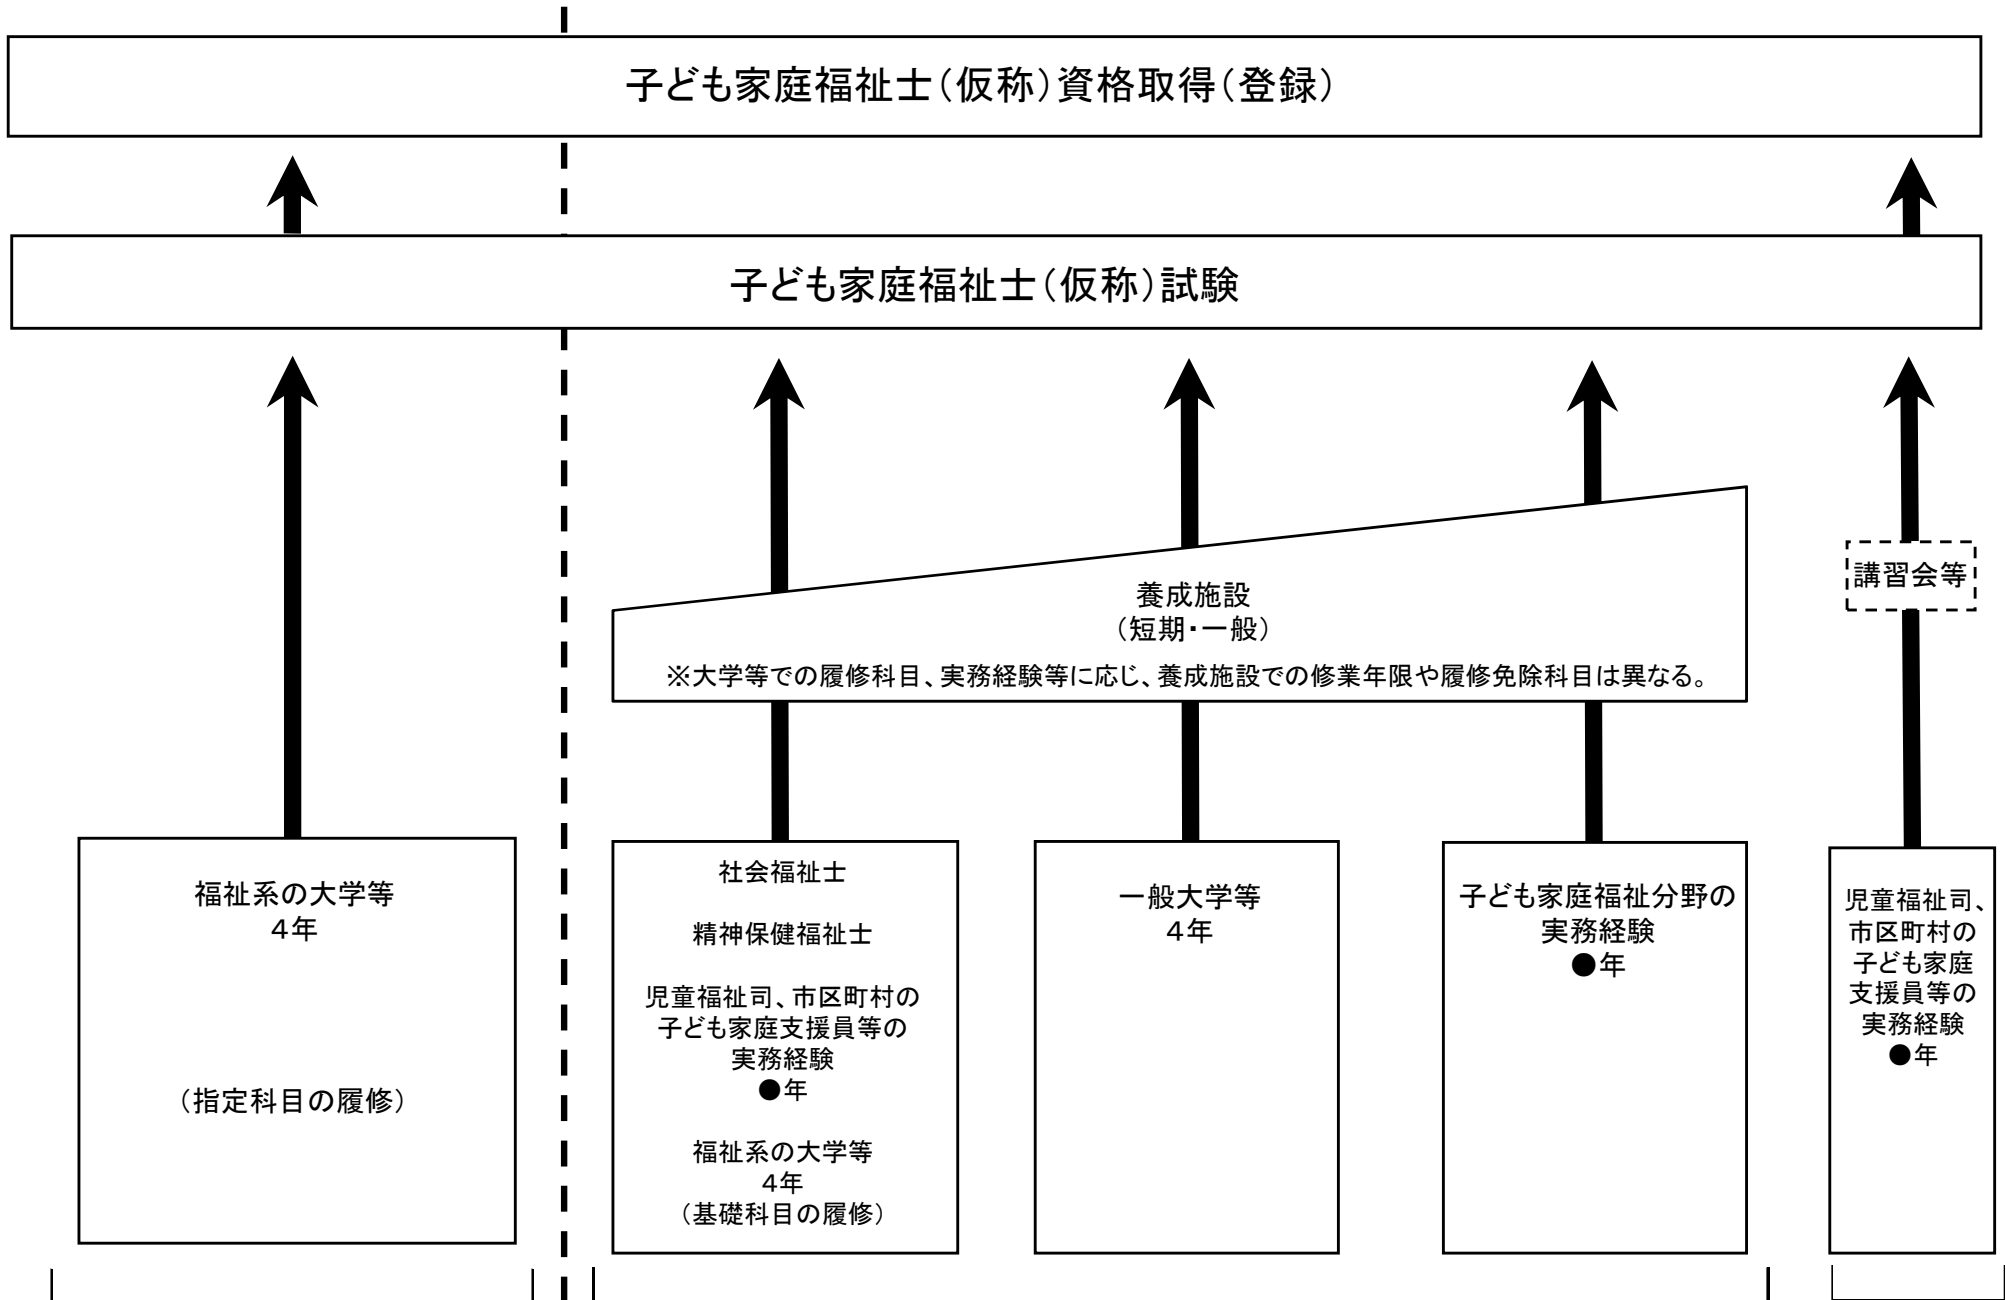 子ども家庭福祉士（仮称）資格取得（登録）
子ども家庭福祉士（仮称）試験
養成施設
（短期・一般）
※大学等での履修科目、実務経験等に応じ、養成施設での修業年限や履修免除科目は異なる。
講習会等
福祉系の大学等
４年
（指定科目の履修）
社会福祉士
精神保健福祉士
児童福祉司、市区町村の
子ども家庭支援員等の
実務経験
●年
福祉系の大学等
４年
（基礎科目の履修）
一般大学等
４年
子ども家庭福祉分野の
実務経験
●年
児童福祉司、
市区町村の
子ども家庭
支援員等の
実務経験
●年